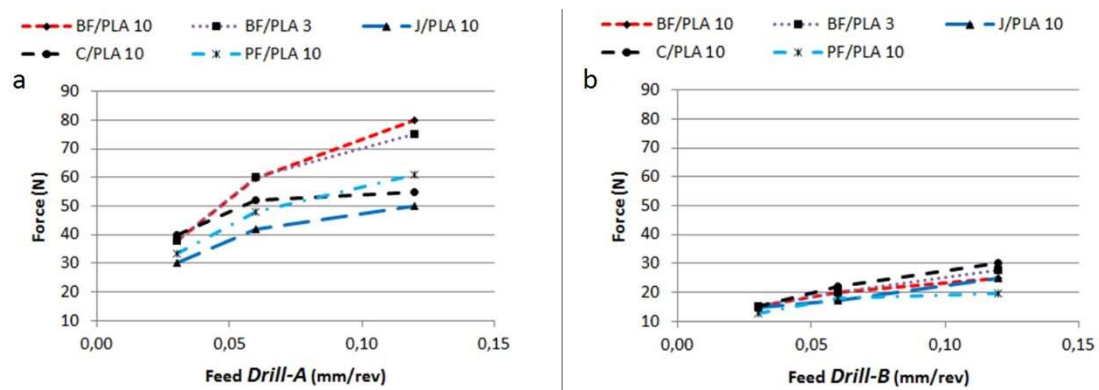 BF/PLA 10 BF/PLA 3 J/PLA 10
C/PLA 10 PF/PLA 10
a
90
80
70
60
50
40
30
20
10
Force (N)
0,00 0,05 0,10 0,15
Feed Drill-A (mm/rev)
BF/PLA 10 BF/PLA 3 J/PLA 10
C/PLA 10 PF/PLA 10
b
90
80
70
60
50
40
30
20
10
Force (N)
0,00 0,05 0,10 0,15
Feed Drill-B (mm/rev)